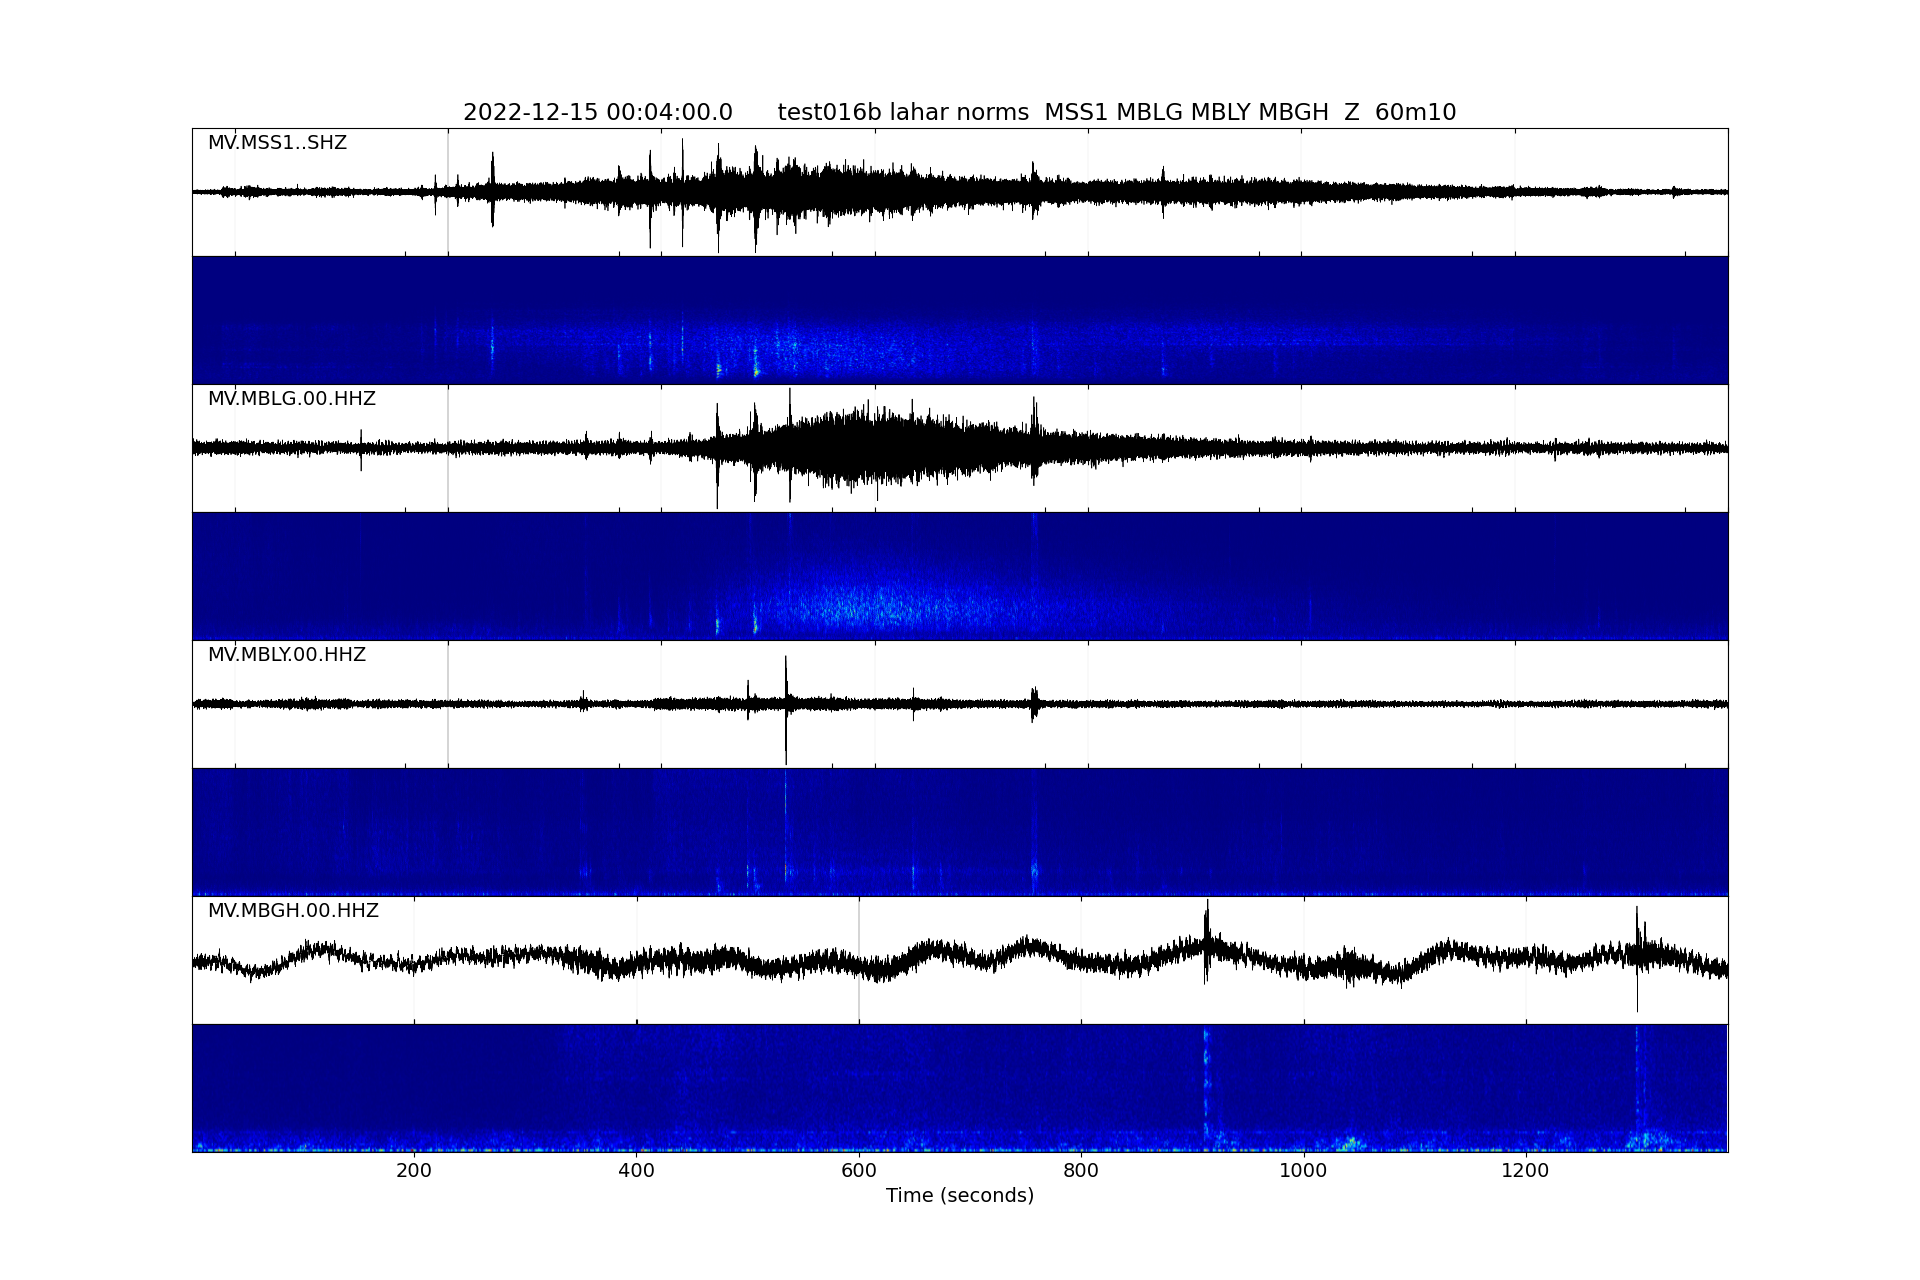 2022-12-15 00:04:00.0      test016b lahar norms  MSS1 MBLG MBLY MBGH  Z  60m10
MV.MSS1..SHZ
MV.MBLG.00.HHZ
MV.MBLY.00.HHZ
MV.MBGH.00.HHZ
200 400 600 800 1000 1200
Time (seconds)